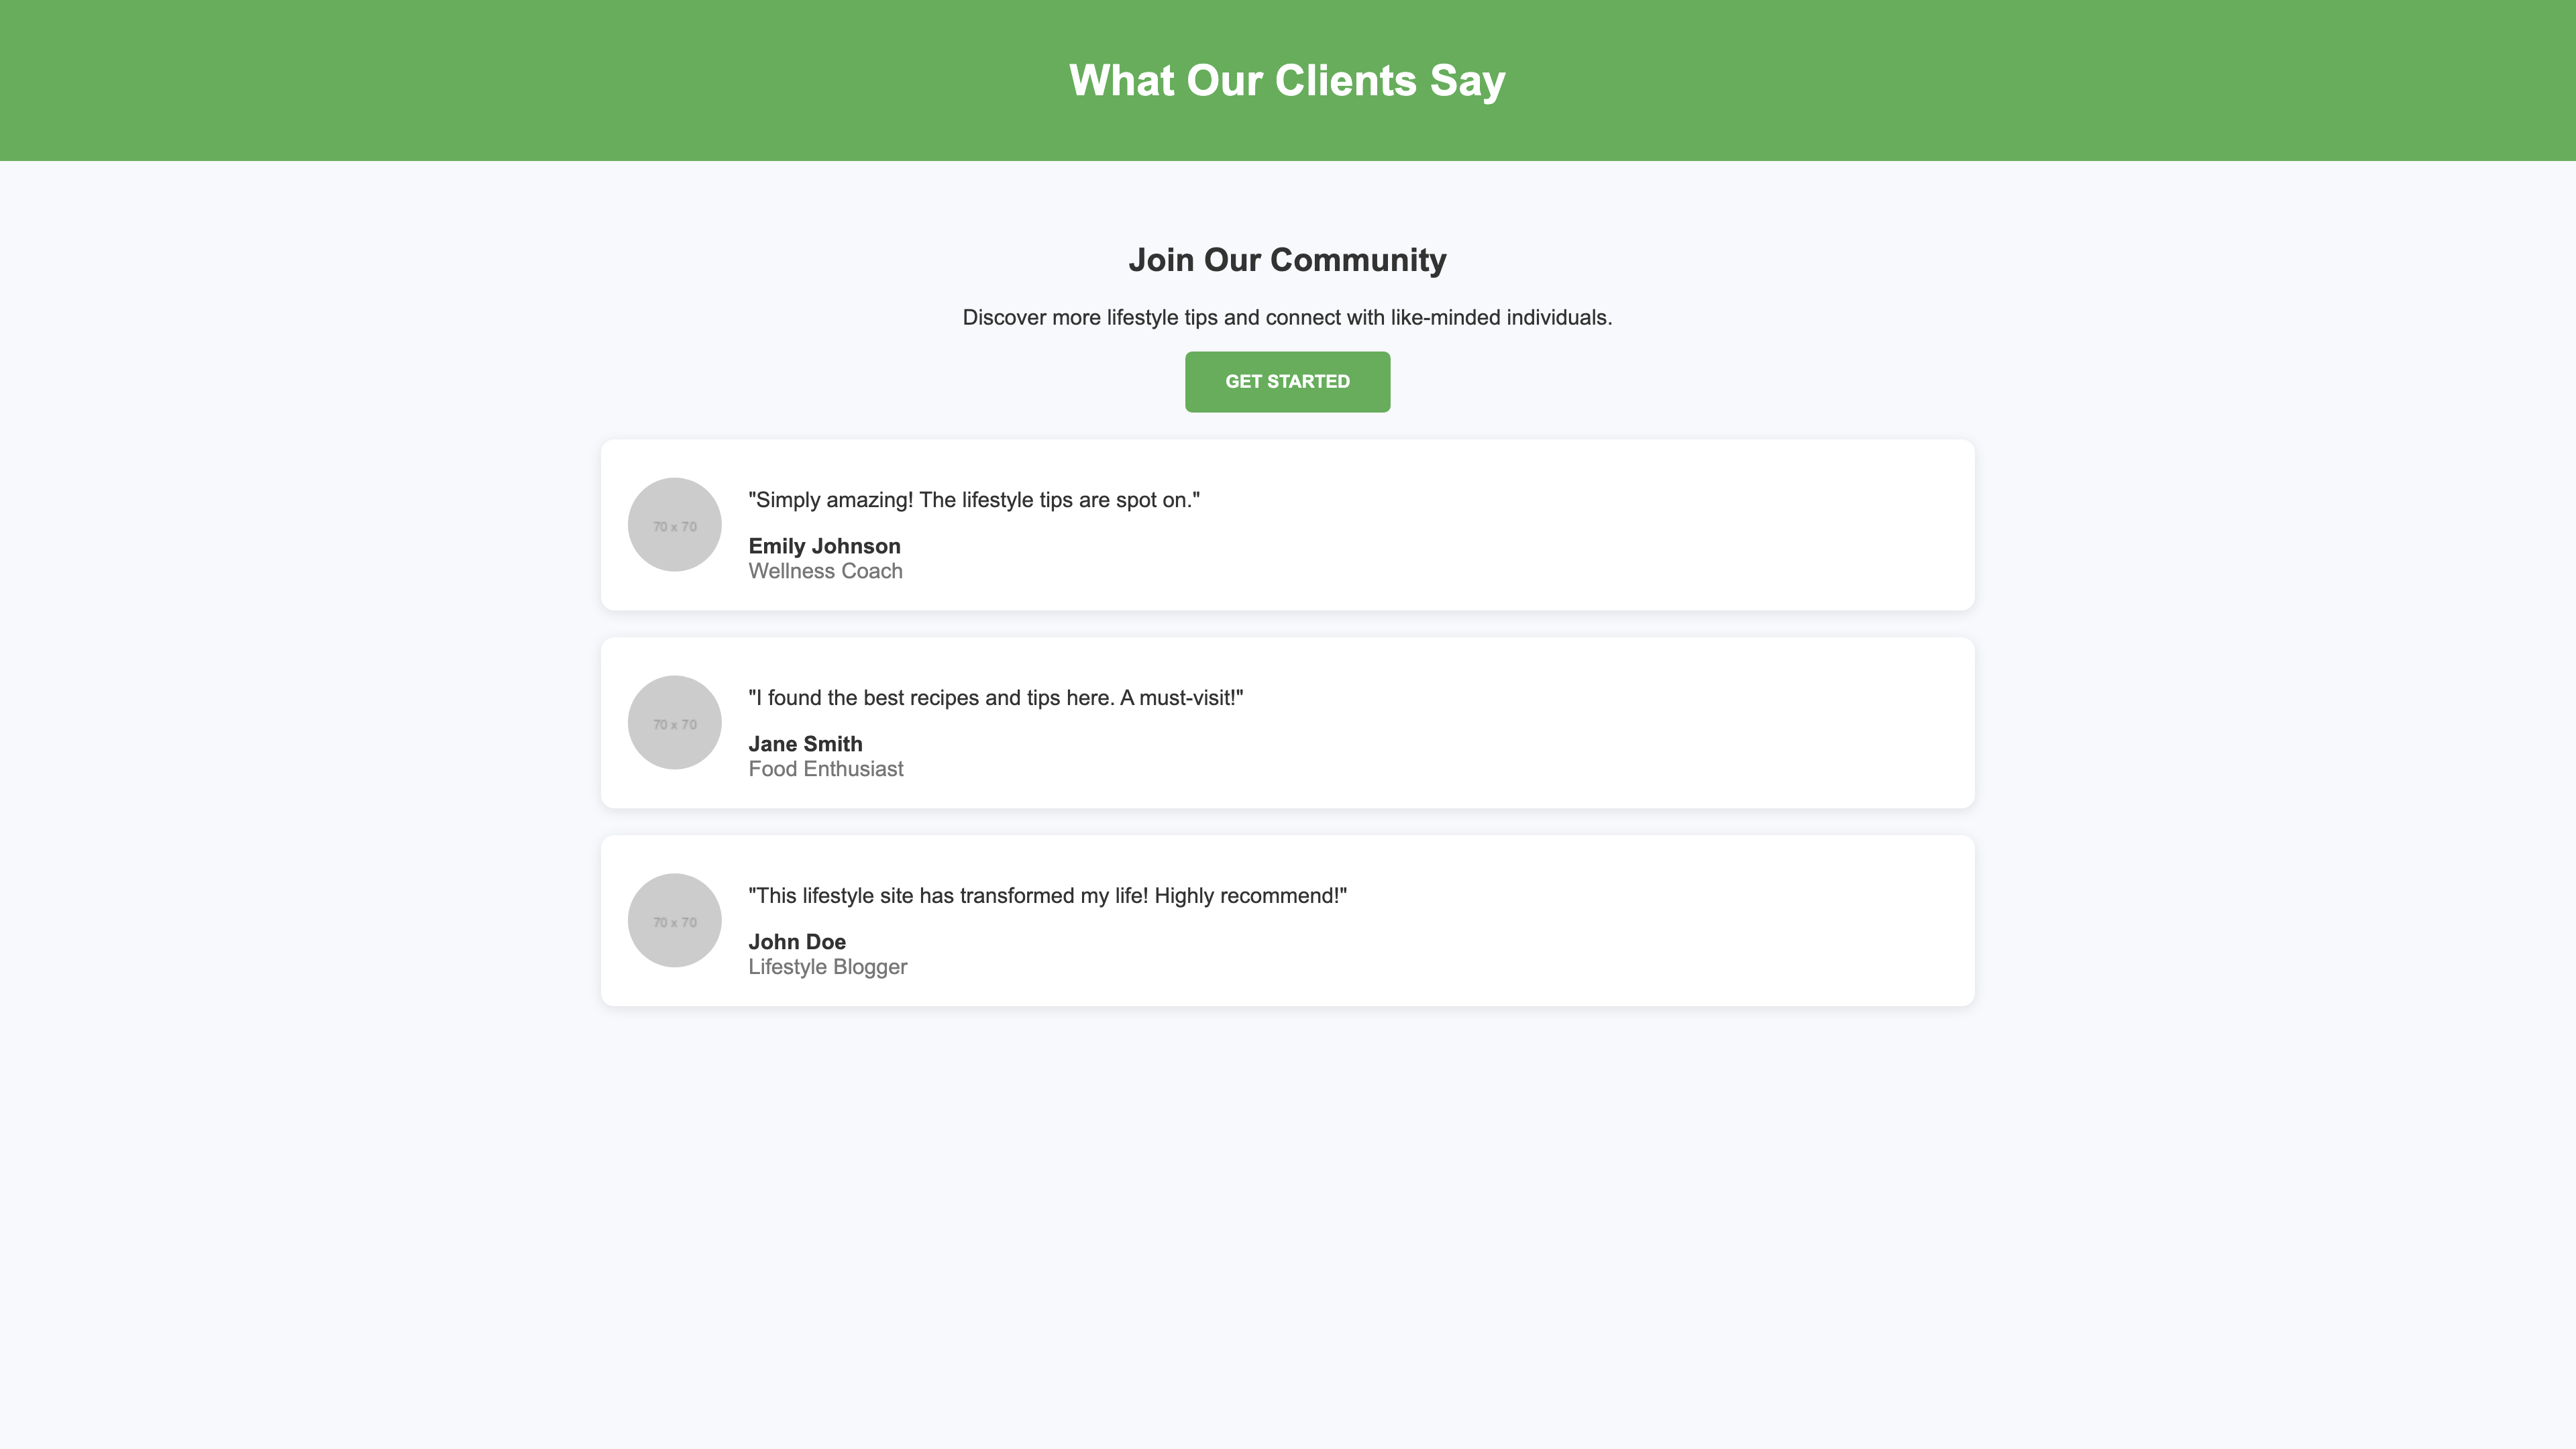 What Our Clients Say
Join Our Community
Discover more lifestyle tips and connect with like-minded individuals.
GET STARTED
70 x 70
"Simply amazing! The lifestyle tips are spot on."
Emily Johnson
Wellness Coach
70 x 70
"I found the best recipes and tips here. A must-visit!"
Jane Smith
Food Enthusiast
70 x 70
"This lifestyle site has transformed my life! Highly recommend!"
John Doe
Lifestyle Blogger